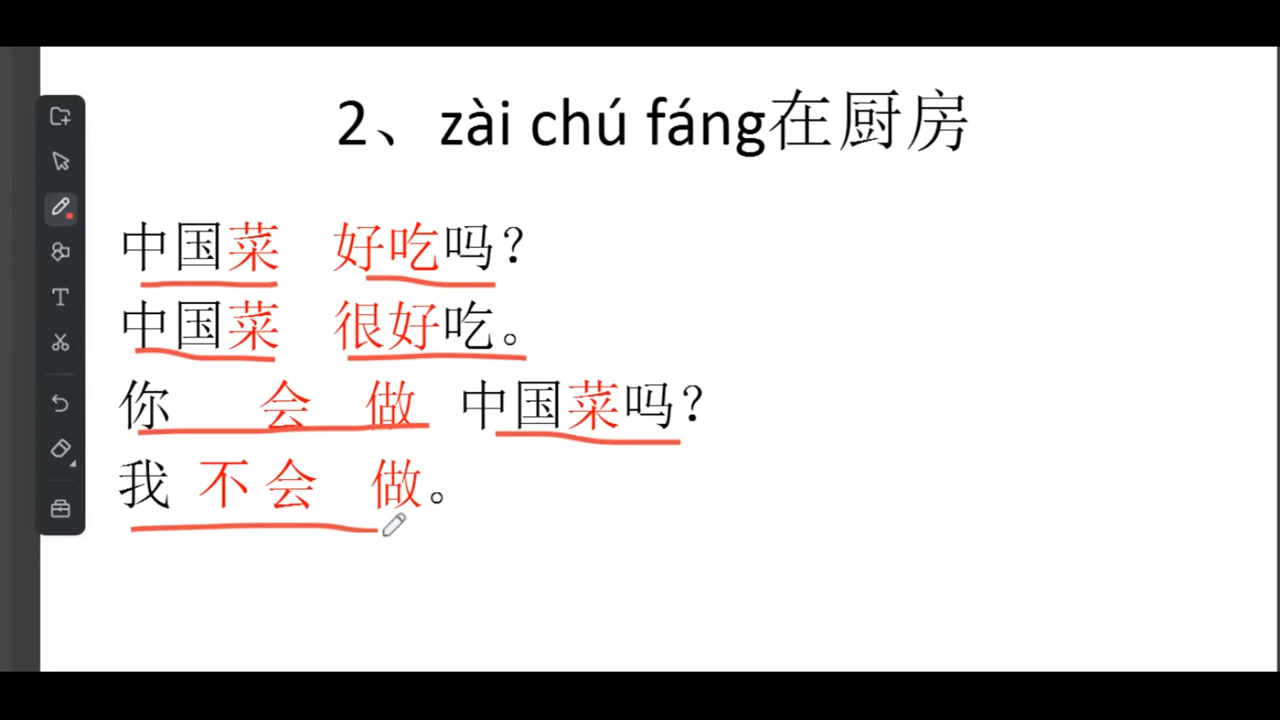 2、zài chú fáng在厨房
中国菜 好吃吗？
中国菜 很好吃。
你 会 做 中国菜吗？
我 不会 做。